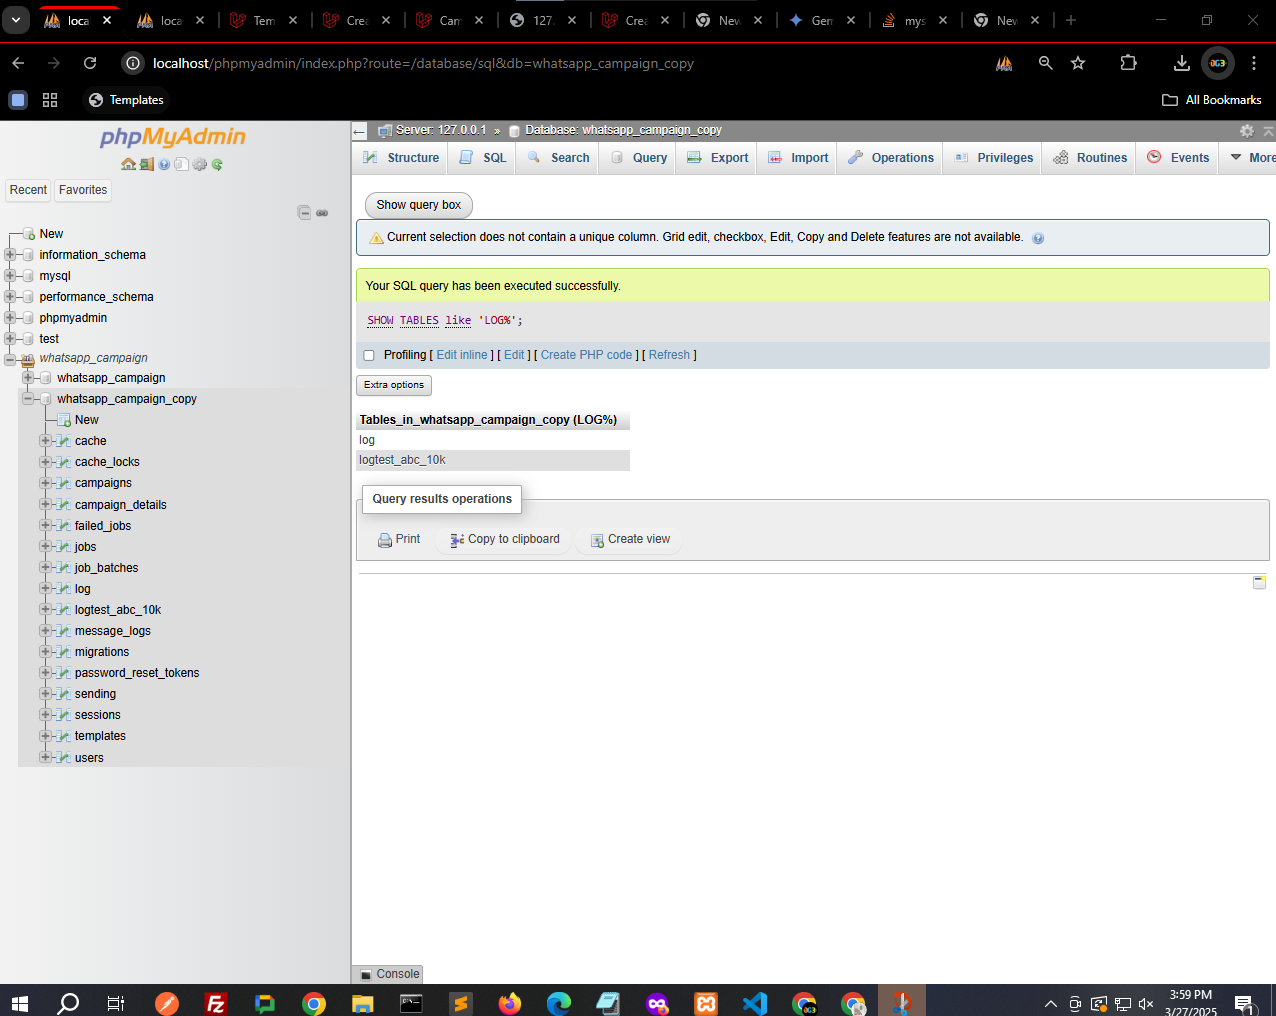 loca
loca
Tem
Crea
Cam
127.
Crea
New
Gem
mys
New
localhost/phpmyadmin/index.php?route=/database/sql&db=whatsapp_campaign_copy
Templates
All Bookmarks
phpMyAdmin
Recent
Favorites
New
information_schema
mysql
performance_schema
phpmyadmin
test
whatsapp_campaign
whatsapp_campaign
whatsapp_campaign_copy
New
cache
cache_locks
campaigns
campaign_details
failed_jobs
jobs
job_batches
log
logtest_abc_10k
message_logs
migrations
password_reset_tokens
sending
sessions
templates
users
Server: 127.0.0.1 » Database: whatsapp_campaign_copy
Structure SQL Search Query Export Import Operations Privileges Routines Events More
Show query box
Current selection does not contain a unique column. Grid edit, checkbox, Edit, Copy and Delete features are not available.
Your SQL query has been executed successfully.
SHOW TABLES like 'LOG%';
Profiling [ Edit inline ] [ Edit ] [ Create PHP code ] [ Refresh ]
Extra options
Tables_in_whatsapp_campaign_copy (LOG%)
log
logtest_abc_10k
Query results operations
Print Copy to clipboard Create view
Console
3:59 PM
3/27/2025